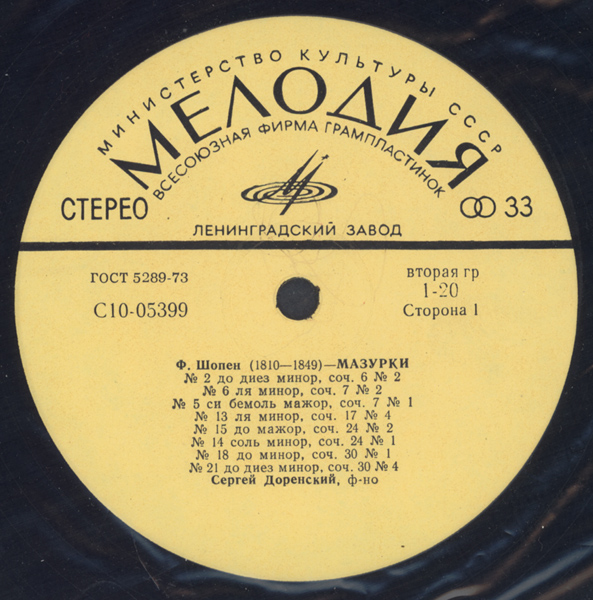 МИНИСТЕРСТВО КУЛЬТУРЫ СССР
МЕЛОДИЯ
ВСЕСОЮЗНАЯ ФИРМА ГРАМПЛАСТИНОК
СТЕРЕО
33
ЛЕНИНГРАДСКИЙ ЗАВОД
ГОСТ 5289-73
С10-05399
вторая гр
1-20
Сторона 1
Ф. Шопен (1810—1849)—МАЗУРКИ
№ 2 до диез минор, соч. 6 № 2
№ 6 ля минор, соч. 7 № 2
№ 5 си бемоль мажор, соч. 7 № 1
№ 13 ля минор, соч. 17 № 4
№ 15 до мажор, соч. 24 № 2
№ 14 соль минор, соч. 24 № 1
№ 18 до минор, соч. 30 № 1
№ 21 до диез минор, соч. 30 № 4
Сергей Доренский, ф-но